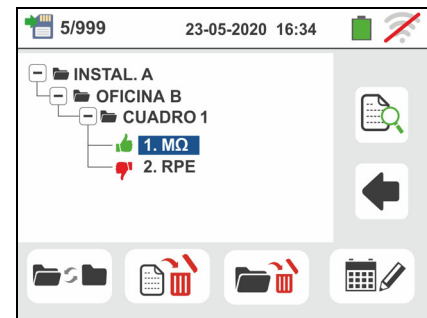 5/999 23-05-2020 16:34
INSTAL. A
OFICINA B
CUADRO 1
1. MΩ
2. RPE